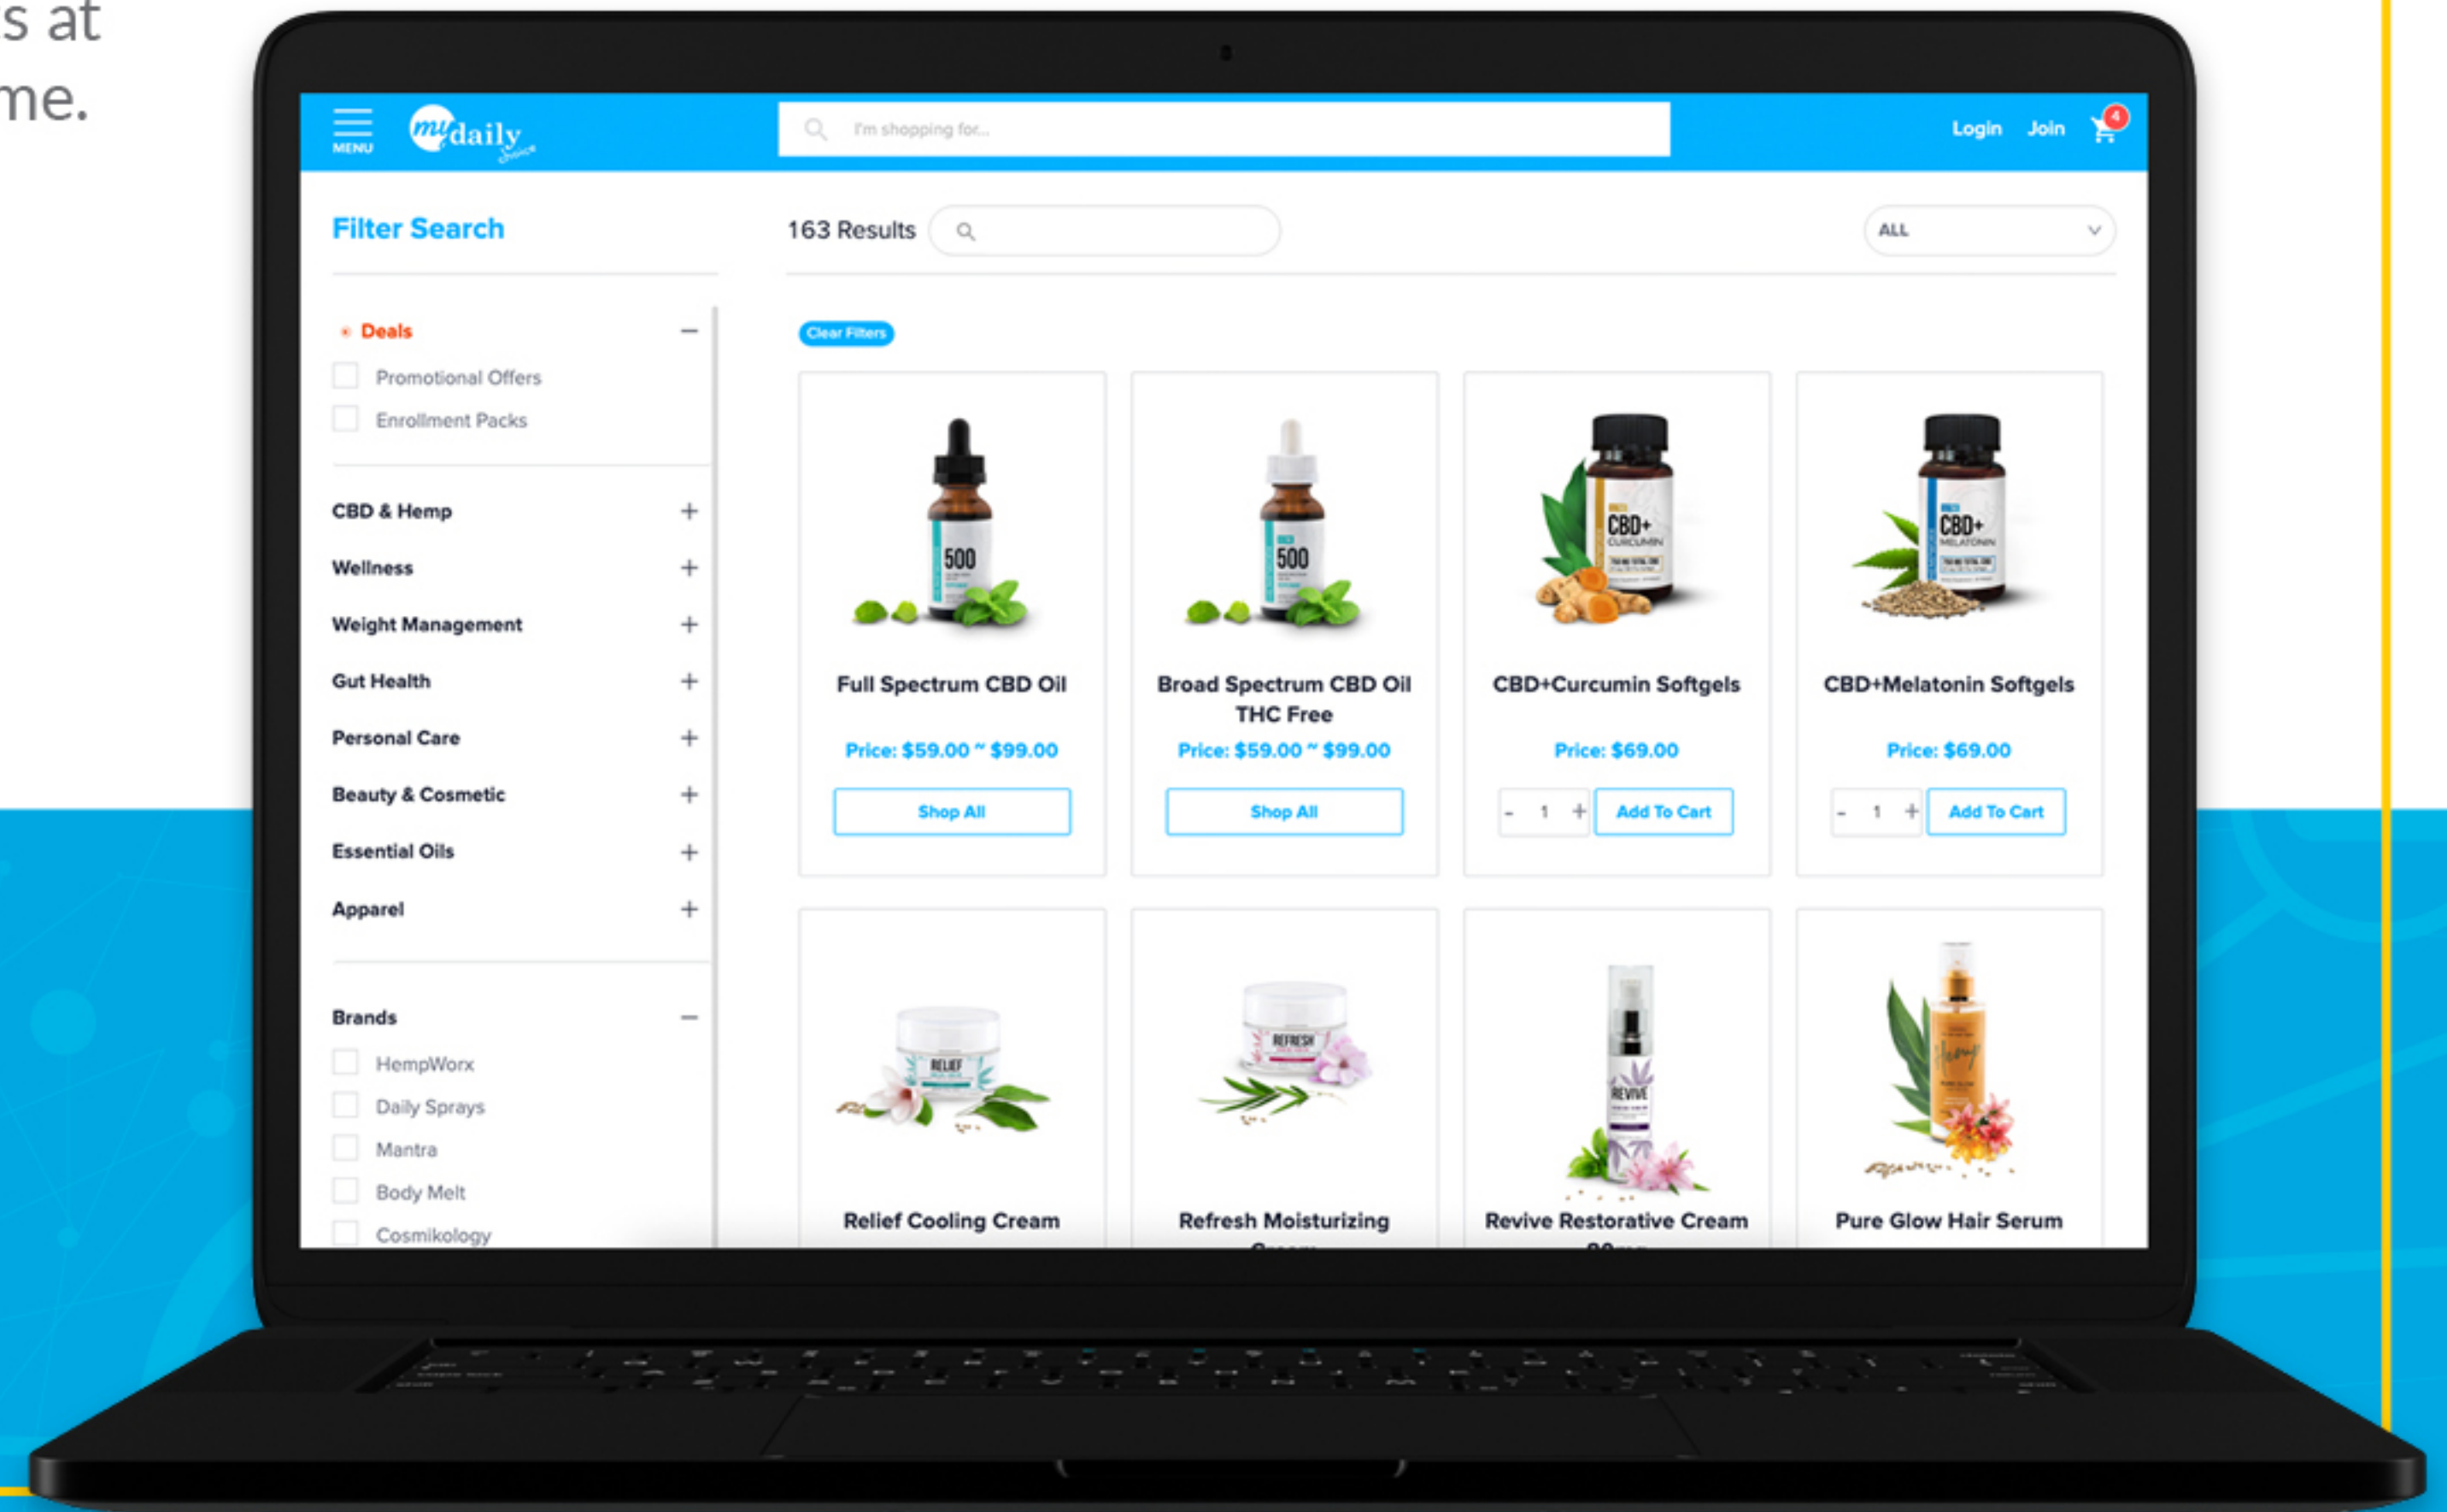 s at
me.
MENU
my daily
choice
I'm shopping for...
Login Join 4
Filter Search
163 Results
ALL
Deals
Promotional Offers
Enrollment Packs
CBD & Hemp
Wellness
Weight Management
Gut Health
Personal Care
Beauty & Cosmetic
Essential Oils
Apparel
Brands
HempWorx
Daily Sprays
Mantra
Body Melt
Cosmikology
Clear Filters
500
Full Spectrum CBD Oil
Price: $59.00 ~ $99.00
Shop All
500
Broad Spectrum CBD Oil
THC Free
Price: $59.00 ~ $99.00
Shop All
CBD+
CURCUMIN
CBD+Curcumin Softgels
Price: $69.00
- 1 + Add To Cart
CBD+
MELATONIN
CBD+Melatonin Softgels
Price: $69.00
- 1 + Add To Cart
RELIEF
Relief Cooling Cream
REFRESH
Refresh Moisturizing
REVIVE
Revive Restorative Cream
Hemp
Pure Glow Hair Serum